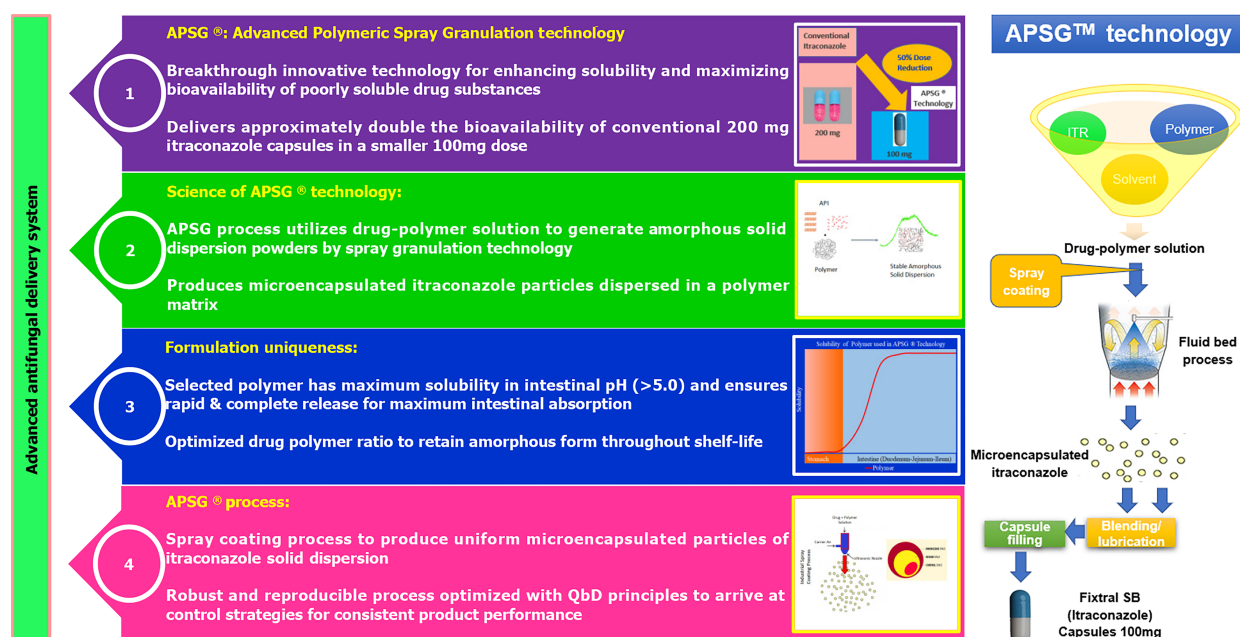 Advanced antifungal delivery system
1
APSG ®: Advanced Polymeric Spray Granulation technology
Breakthrough innovative technology for enhancing solubility and maximizing
bioavailability of poorly soluble drug substances
Delivers approximately double the bioavailability of conventional 200 mg
itraconazole capsules in a smaller 100mg dose
Conventional
Itraconazole
50% Dose
Reduction
APSG ®
Technology
200 mg
100 mg
2
Science of APSG ® technology:
APSG process utilizes drug-polymer solution to generate amorphous solid
dispersion powders by spray granulation technology
Produces microencapsulated itraconazole particles dispersed in a polymer
matrix
API
Polymer
Stable Amorphous
Solid Dispersion
3
Formulation uniqueness:
Selected polymer has maximum solubility in intestinal pH (>5.0) and ensures
rapid & complete release for maximum intestinal absorption
Optimized drug polymer ratio to retain amorphous form throughout shelf-life
Solubility of Polymer used in APSG ® Technology
Solubility
Stomach
Intestine (Duodenum-Jejunum-Ileum)
Polymer
4
APSG ® process:
Spray coating process to produce uniform microencapsulated particles of
itraconazole solid dispersion
Robust and reproducible process optimized with QbD principles to arrive at
control strategies for consistent product performance
Drug + Polymer
Solution
Carrier Air
Ultrasonic Nozzle
Industrial Spray
Coating Process
APSG™ technology
ITR
Polymer
Solvent
Drug-polymer solution
Spray
coating
Fluid bed
process
Microencapsulated
itraconazole
Capsule
filling
Blending/
lubrication
Fixtral SB
(Itraconazole)
Capsules 100mg